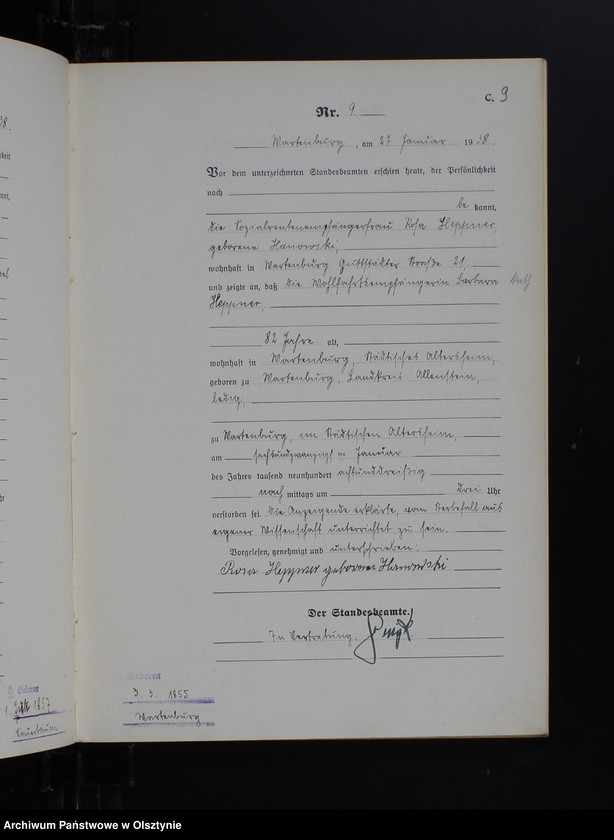 C. 9
Nr. 9
Wartenburg, am 27 Januar 1938.
Vor dem unterzeichneten Standesbeamten erschien heute, der Persönlichkeit
nach
be kannt,
die Sozialrentenempfängerfrau Rosa Heppner,
geborene Hanowski,
wohnhaft in Wartenburg Guttstädter Straße 21,
und zeigte an, daß die Wohlfahrtsempfängerin Barbara
Heppner,
82 Jahre alt,
wohnhaft in Wartenburg, Städtisches Altersheim,
geboren zu Wartenburg, Landkreis Allenstein,
ledig,
zu Wartenburg, im Städtischen Altersheim,
am sechsundzwanzigsten Januar
des Jahres tausend neunhundert achtunddreißig
nach mittags um drei Uhr
verstorben sei. Die Anzeigende erklärte, vom Sterbefall aus
eigener Wissenschaft unterrichtet zu sein.
Vorgelesen, genehmigt und unterschrieben.
Rosa Heppner geborene Hanowski
Der Standesbeamte.
In Vertretung:
Geboren
3. 3. 1855
Wartenburg
Geboren
1857
Archiwum Państwowe w Olsztynie